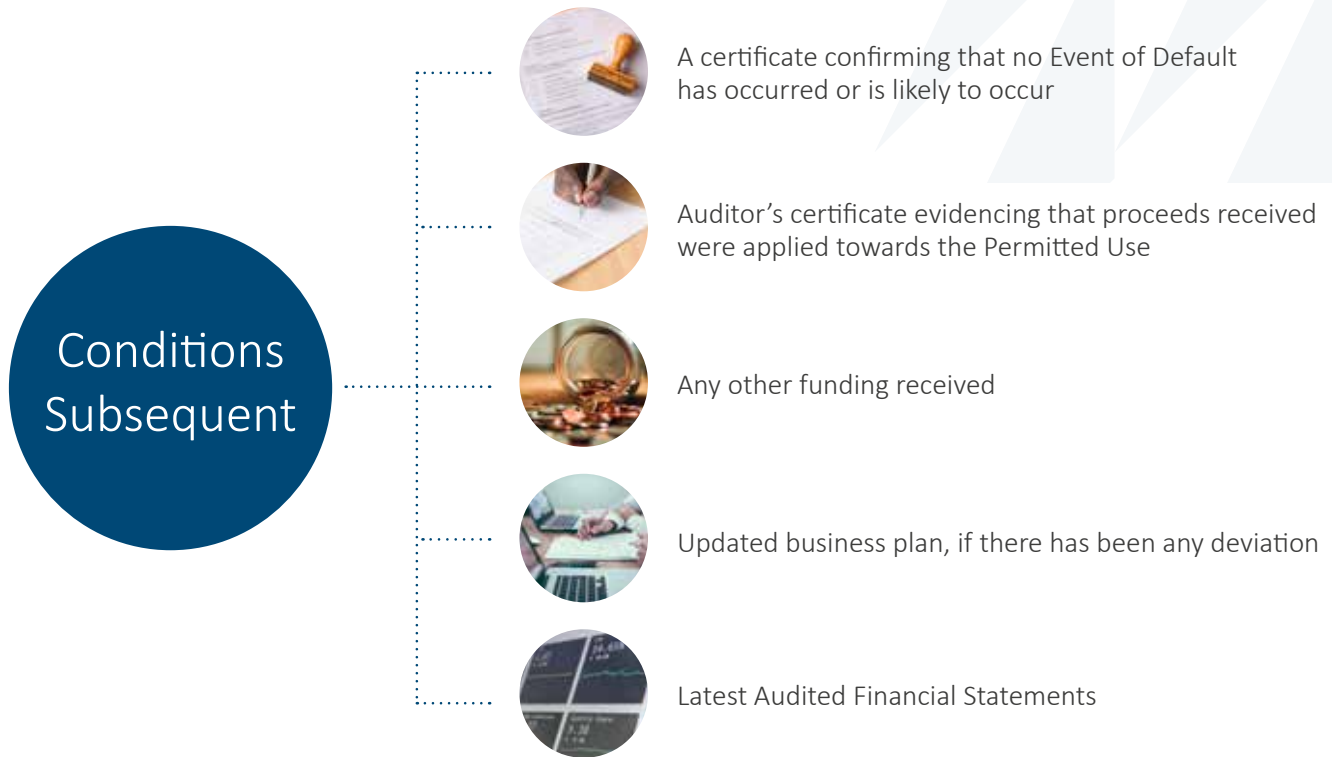 Conditions
Subsequent
A certificate confirming that no Event of Default
has occurred or is likely to occur
Auditor’s certificate evidencing that proceeds received
were applied towards the Permitted Use
Any other funding received
Updated business plan, if there has been any deviation
Latest Audited Financial Statements